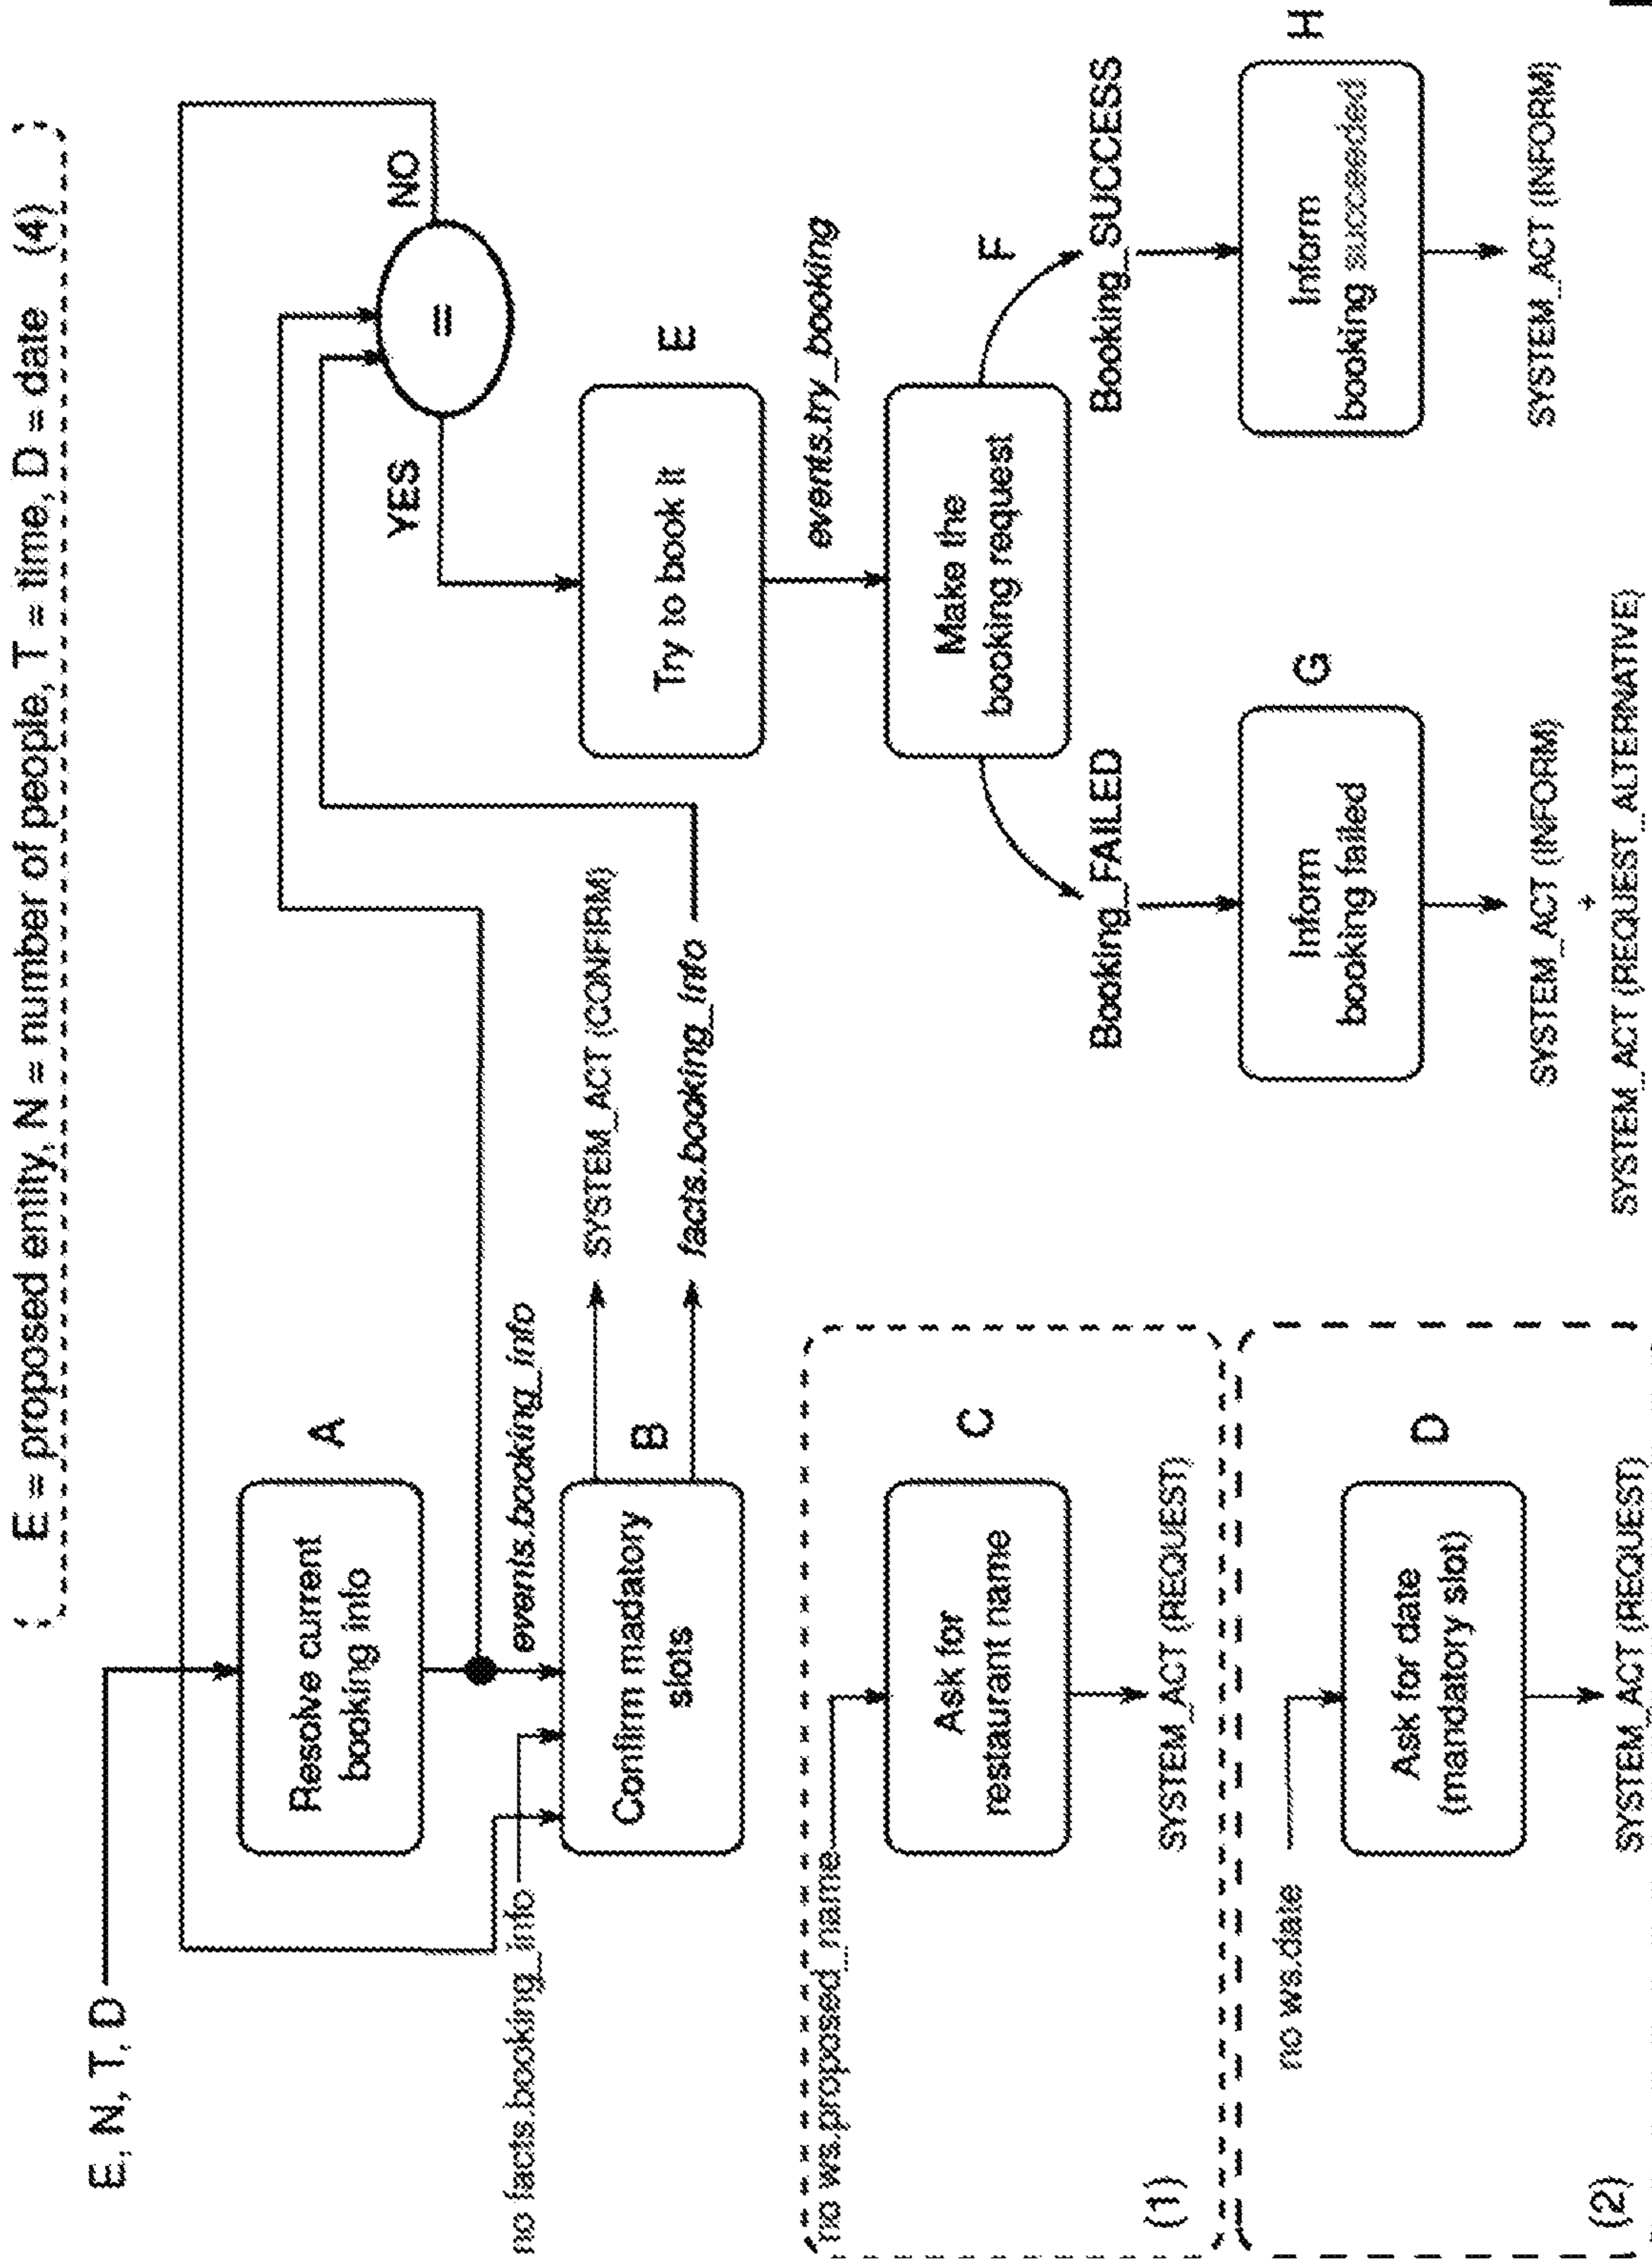 E = proposed entity, N = number of people, T = time, D = date (4)
E, N, T, D
A
Resolve current
booking info
NO
=
YES
events.booking_info
no facts.booking_info
B
Confirm madatory
slots
SYSTEM_ACT (CONFIRM)
facts.booking_info
E
Try to book it
events.try_booking
no ws.proposed_name
C
Ask for
restaurant name
SYSTEM_ACT (REQUEST)
(1)
Make the
booking request
F
Booking_FAILED
Booking_SUCCESS
no ws.date
D
Ask for date
(mandatory slot)
SYSTEM_ACT (REQUEST)
(2)
G
Inform
booking failed
SYSTEM_ACT (INFORM)
+
SYSTEM_ACT (REQUEST_ALTERNATIVE)
H
Inform
booking succeeded
SYSTEM_ACT (INFORM)